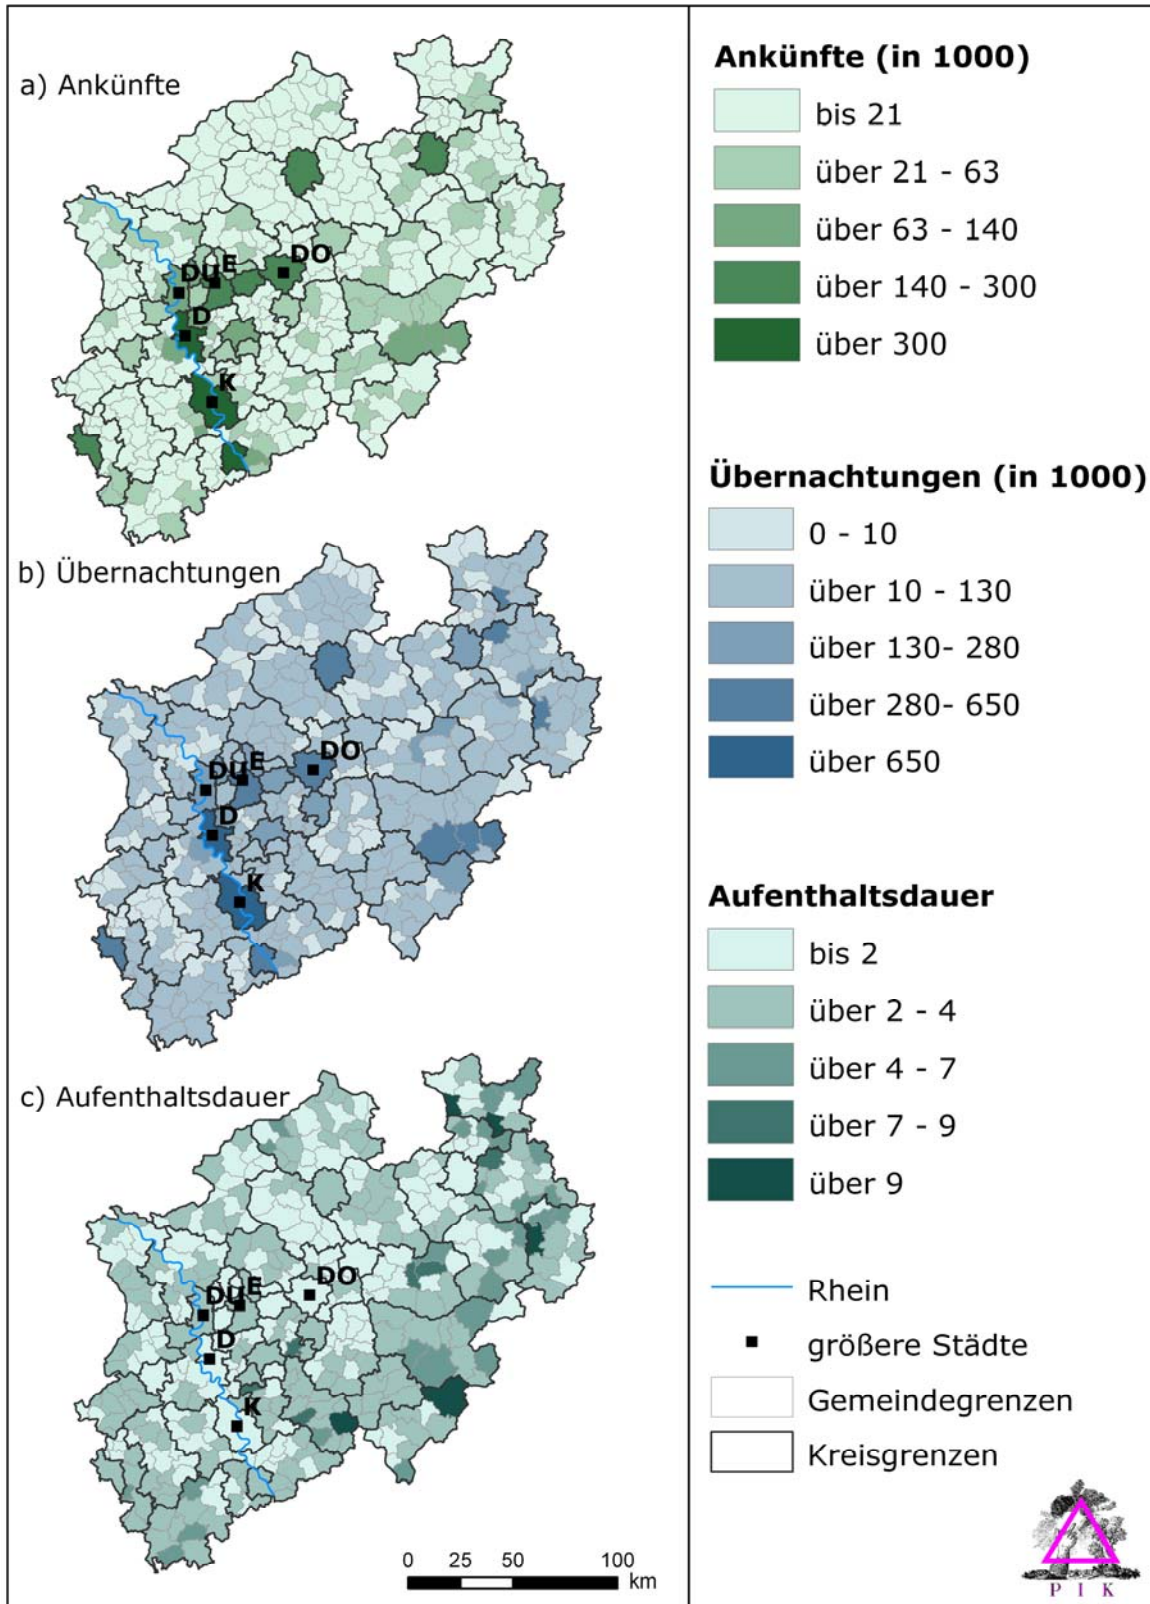 a) Ankünfte
DU
E
DO
D
K
b) Übernachtungen
DU
E
DO
D
K
c) Aufenthaltsdauer
DU
E
DO
D
K
0 25 50 100
km
Ankünfte (in 1000)
bis 21
über 21 - 63
über 63 - 140
über 140 - 300
über 300
Übernachtungen (in 1000)
0 - 10
über 10 - 130
über 130- 280
über 280- 650
über 650
Aufenthaltsdauer
bis 2
über 2 - 4
über 4 - 7
über 7 - 9
über 9
Rhein
größere Städte
Gemeindegrenzen
Kreisgrenzen
P I K